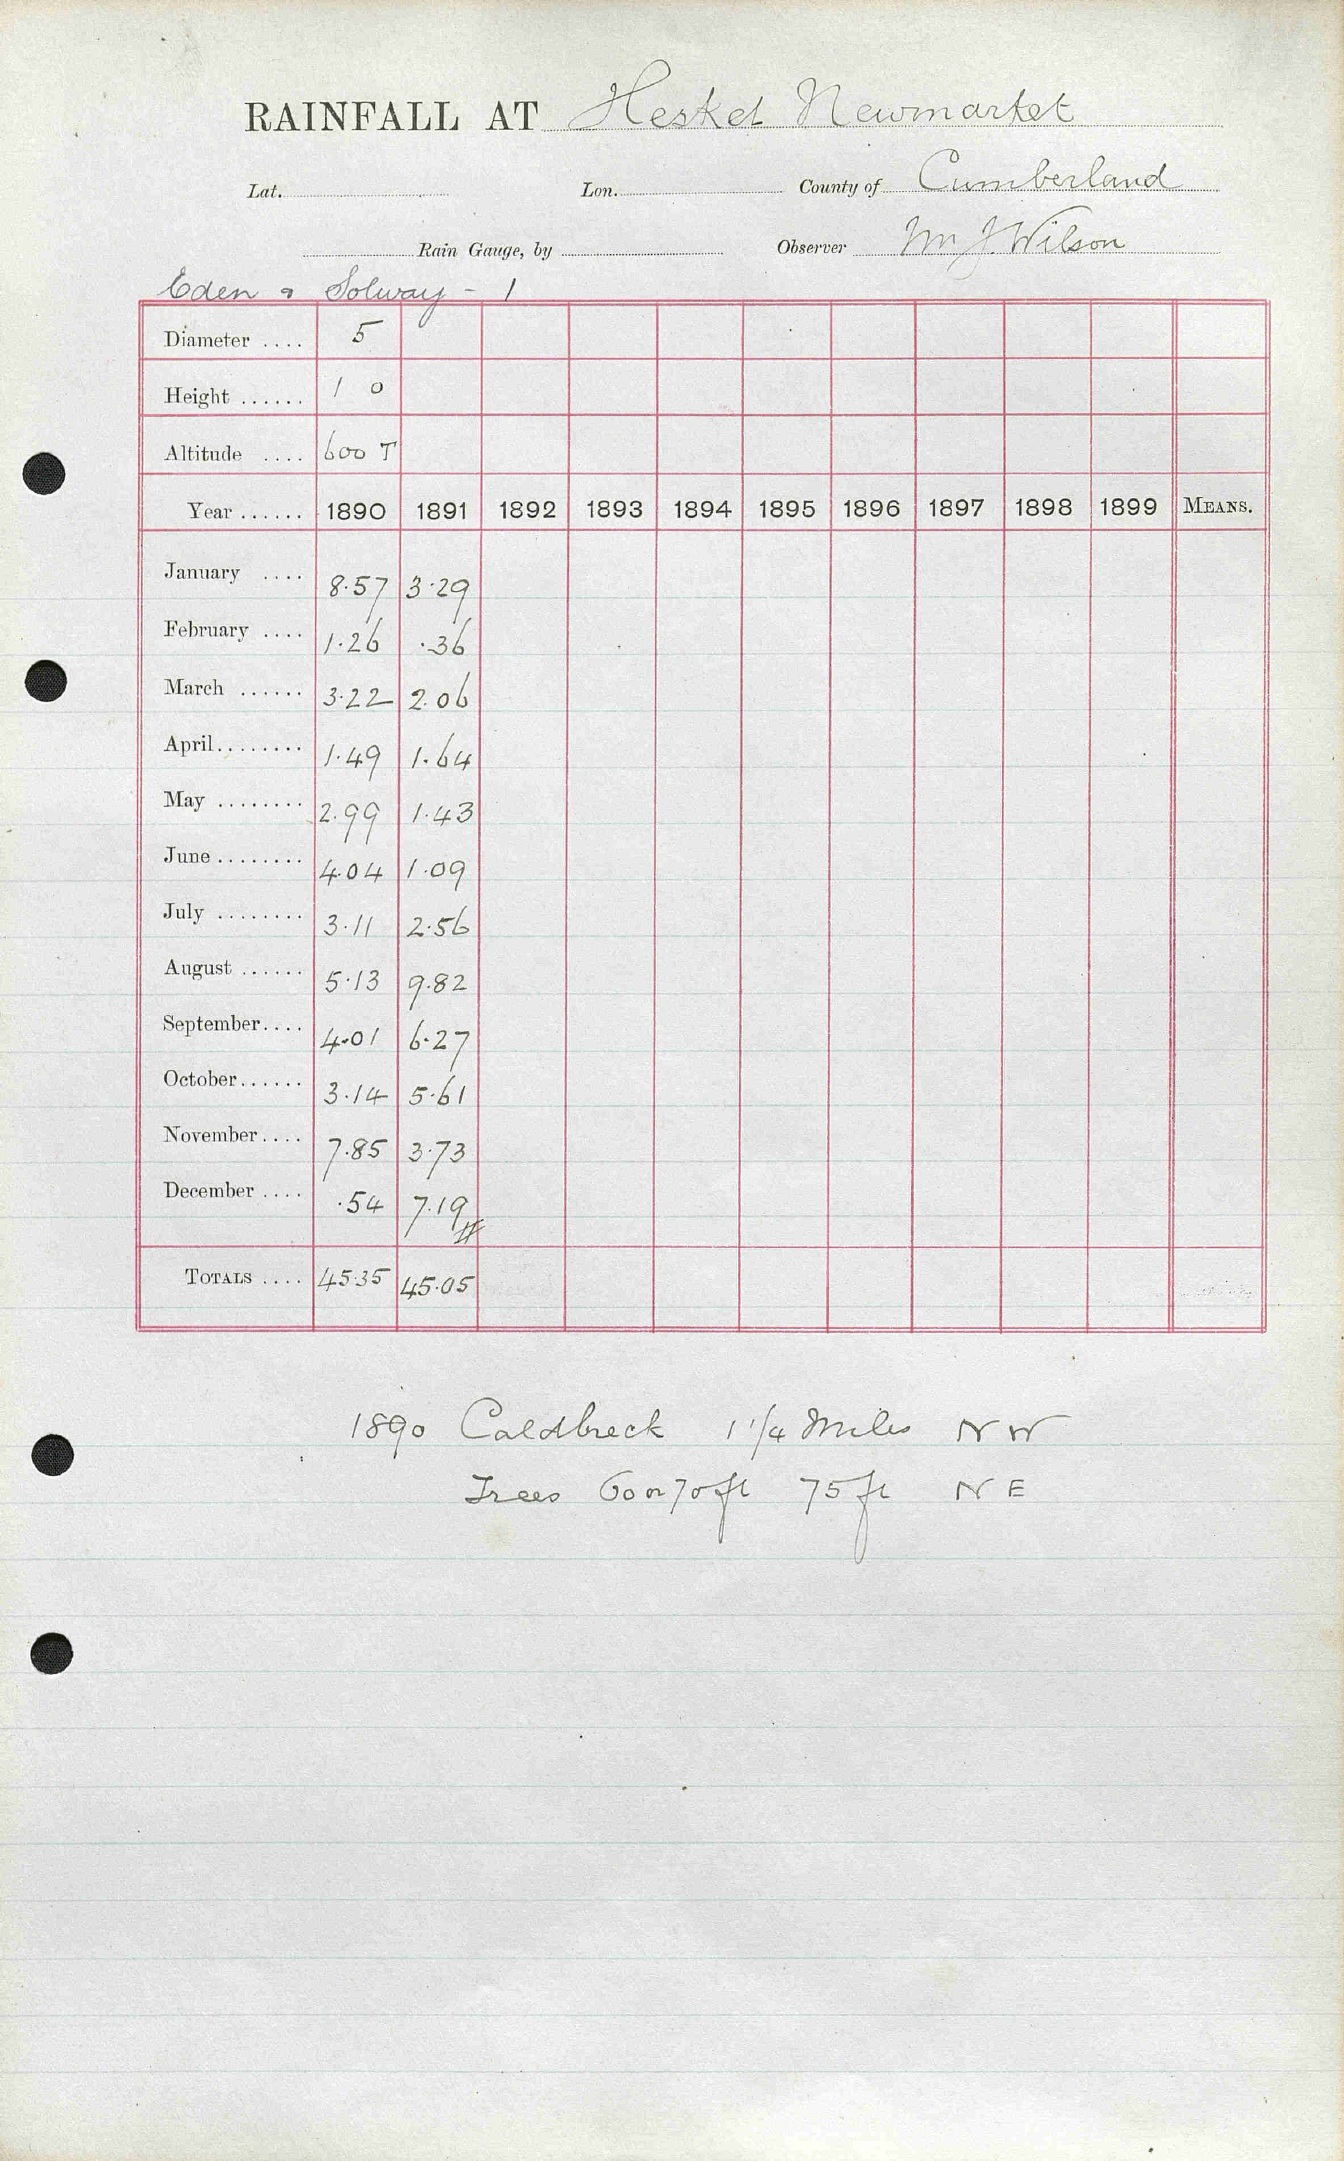 RAINFALL AT Hesket Newmarket
Lat. Lon. County of Cumberland
Rain Gauge, by Observer Wm J. Wilson
Eden & Solway - 1
Diameter .... 5
Height ...... 1 0
Altitude .... 600 T
Year ...... 1890 1891 1892 1893 1894 1895 1896 1897 1898 1899 MEANS.
January .... 8.57 3.29
February .... 1.26 .36
March ...... 3.22 2.06
April........ 1.49 1.64
May ........ 2.99 1.43
June ........ 4.04 1.09
July ........ 3.11 2.56
August ...... 5.13 9.82
September.... 4.01 6.27
October...... 3.14 5.61
November.... 7.85 3.73
December .... .54 7.19
TOTALS .... 45.35 45.05
1890 Caldbeck 1 1/4 Miles NW
Trees 60 or 70 ft 75 ft NE